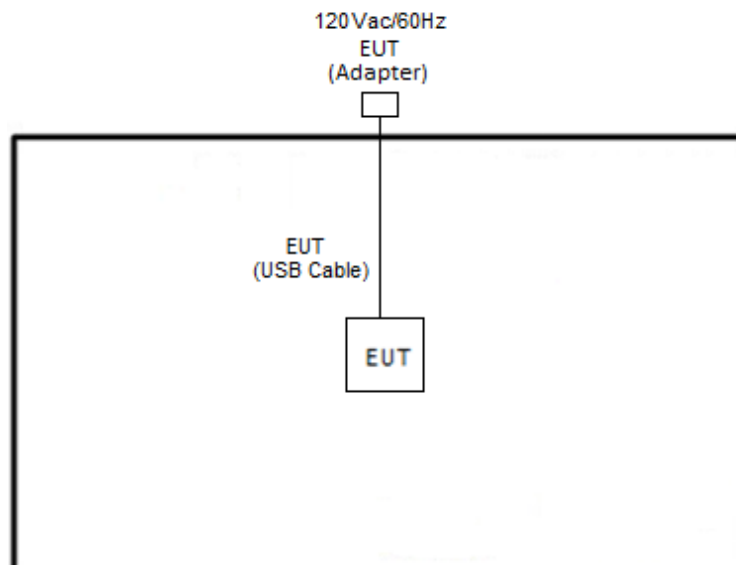 120Vac/60Hz
EUT
(Adapter)
EUT
(USB Cable)
EUT